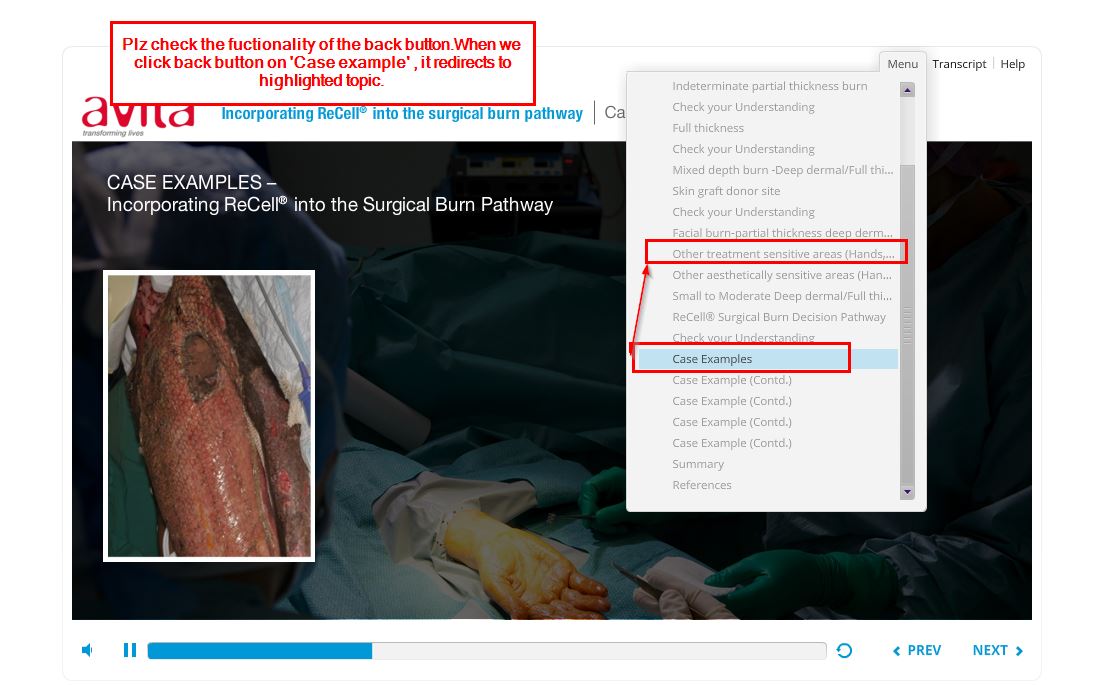 Plz check the fuctionality of the back button.When we
click back button on 'Case example' , it redirects to
highlighted topic.
Menu
Transcript
Help
avita
transforming lives
Incorporating ReCell® into the surgical burn pathway
Ca
Indeterminate partial thickness burn
Check your Understanding
Full thickness
Check your Understanding
Mixed depth burn -Deep dermal/Full thi...
Skin graft donor site
Check your Understanding
Facial burn-partial thickness deep derm...
Other treatment sensitive areas (Hands,...
Other aesthetically sensitive areas (Han...
Small to Moderate Deep dermal/Full thi...
ReCell® Surgical Burn Decision Pathway
Check your Understanding
Case Examples
Case Example (Contd.)
Case Example (Contd.)
Case Example (Contd.)
Case Example (Contd.)
Summary
References
CASE EXAMPLES –
Incorporating ReCell® into the Surgical Burn Pathway
PREV
NEXT